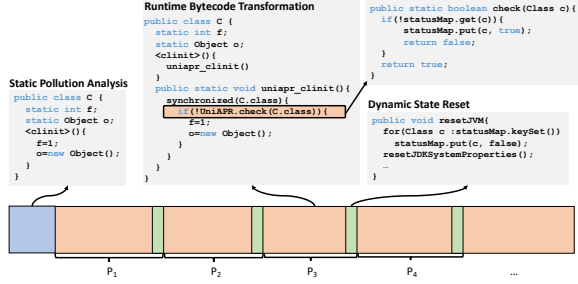 Static Pollution Analysis
public class C {
static int f;
static Object o;
<clinit>(){
f=1;
o=new Object();
}
}
Runtime Bytecode Transformation
public class C {
static int f;
static Object o;
<clinit>(){
uniapr_clinit()
}
public static void uniapr_clinit(){
synchronized(C.class){
if(!UniAPR.check(C.class)){
f=1;
o=new Object();
}
}
}
public static boolean check(Class c){
if(!statusMap.get(c)){
statusMap.put(c, true);
return false;
}
return true;
}
Dynamic State Reset
public void resetJVM{
for(Class c :statusMap.keySet())
statusMap.put(c, false);
resetJDKSystemProperties();
…
}
P1 P2 P3 P4 …